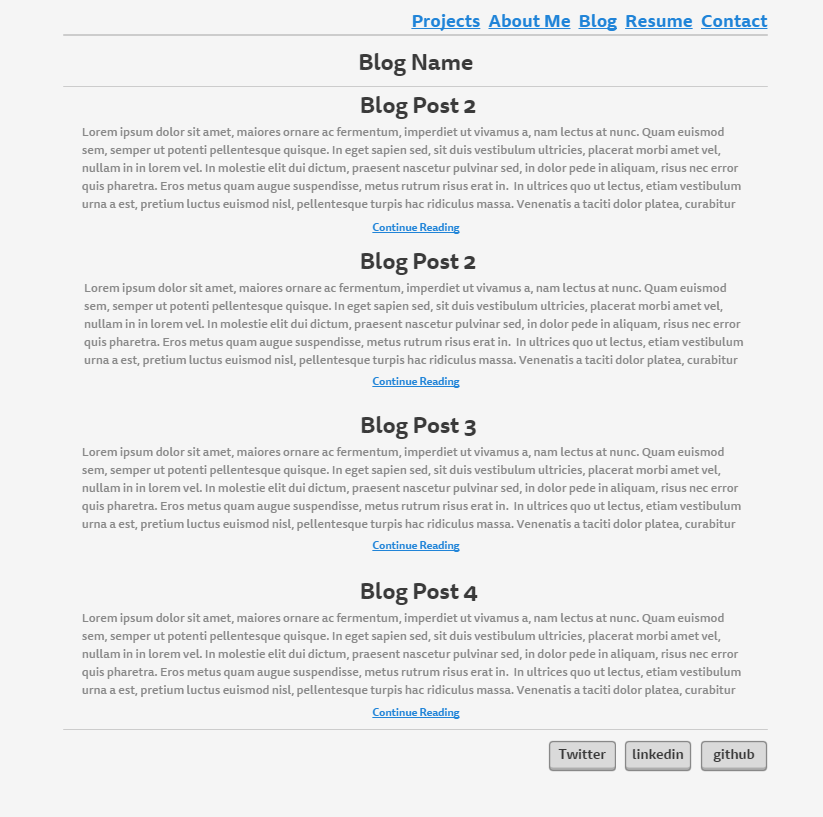 Projects About Me Blog Resume Contact
Blog Name
Blog Post 2
Lorem ipsum dolor sit amet, maiores ornare ac fermentum, imperdiet ut vivamus a, nam lectus at nunc. Quam euismod
sem, semper ut potenti pellentesque quisque. In eget sapien sed, sit duis vestibulum ultricies, placerat morbi amet vel,
nullam in in lorem vel. In molestie elit dui dictum, praesent nascetur pulvinar sed, in dolor pede in aliquam, risus nec error
quis pharetra. Eros metus quam augue suspendisse, metus rutrum risus erat in. In ultrices quo ut lectus, etiam vestibulum
urna a est, pretium luctus euismod nisl, pellentesque turpis hac ridiculus massa. Venenatis a taciti dolor platea, curabitur
Continue Reading
Blog Post 2
Lorem ipsum dolor sit amet, maiores ornare ac fermentum, imperdiet ut vivamus a, nam lectus at nunc. Quam euismod
sem, semper ut potenti pellentesque quisque. In eget sapien sed, sit duis vestibulum ultricies, placerat morbi amet vel,
nullam in in lorem vel. In molestie elit dui dictum, praesent nascetur pulvinar sed, in dolor pede in aliquam, risus nec error
quis pharetra. Eros metus quam augue suspendisse, metus rutrum risus erat in. In ultrices quo ut lectus, etiam vestibulum
urna a est, pretium luctus euismod nisl, pellentesque turpis hac ridiculus massa. Venenatis a taciti dolor platea, curabitur
Continue Reading
Blog Post 3
Lorem ipsum dolor sit amet, maiores ornare ac fermentum, imperdiet ut vivamus a, nam lectus at nunc. Quam euismod
sem, semper ut potenti pellentesque quisque. In eget sapien sed, sit duis vestibulum ultricies, placerat morbi amet vel,
nullam in in lorem vel. In molestie elit dui dictum, praesent nascetur pulvinar sed, in dolor pede in aliquam, risus nec error
quis pharetra. Eros metus quam augue suspendisse, metus rutrum risus erat in. In ultrices quo ut lectus, etiam vestibulum
urna a est, pretium luctus euismod nisl, pellentesque turpis hac ridiculus massa. Venenatis a taciti dolor platea, curabitur
Continue Reading
Blog Post 4
Lorem ipsum dolor sit amet, maiores ornare ac fermentum, imperdiet ut vivamus a, nam lectus at nunc. Quam euismod
sem, semper ut potenti pellentesque quisque. In eget sapien sed, sit duis vestibulum ultricies, placerat morbi amet vel,
nullam in in lorem vel. In molestie elit dui dictum, praesent nascetur pulvinar sed, in dolor pede in aliquam, risus nec error
quis pharetra. Eros metus quam augue suspendisse, metus rutrum risus erat in. In ultrices quo ut lectus, etiam vestibulum
urna a est, pretium luctus euismod nisl, pellentesque turpis hac ridiculus massa. Venenatis a taciti dolor platea, curabitur
Continue Reading
Twitter linkedin github